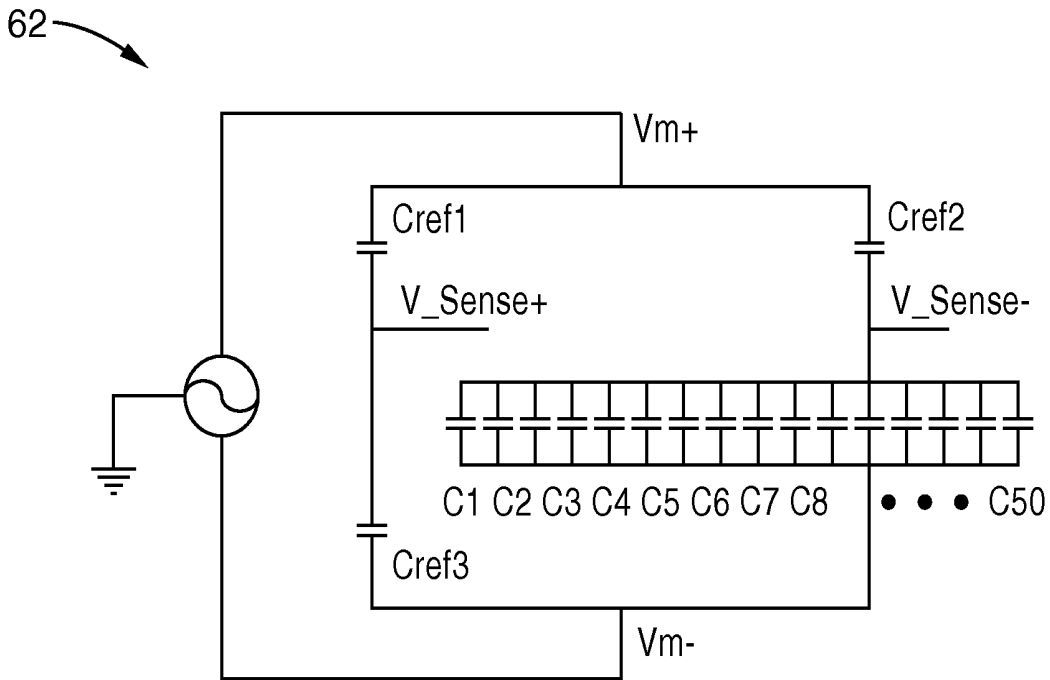 62
Vm+
Cref1
Cref2
V_Sense+
V_Sense-
C1 C2 C3 C4 C5 C6 C7 C8 • • • C50
Cref3
Vm-